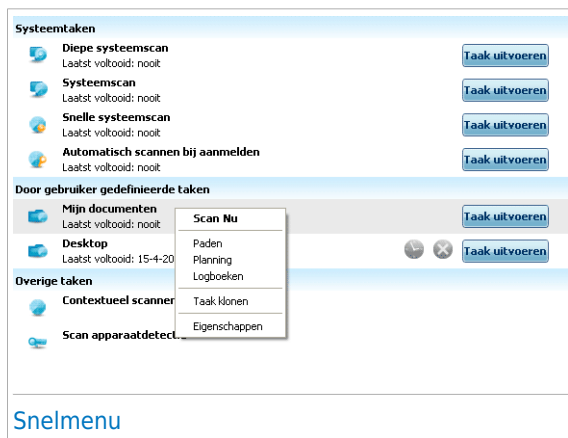 Systeemtaken
Diepe systeemscan
Laatst voltooid: nooit
Taak uitvoeren
Systeemscan
Laatst voltooid: nooit
Taak uitvoeren
Snelle systeemscan
Laatst voltooid: nooit
Taak uitvoeren
Automatisch scannen bij aanmelden
Laatst voltooid: nooit
Taak uitvoeren
Door gebruiker gedefinieerde taken
Mijn documenten
Laatst voltooid: nooit
Taak uitvoeren
Desktop
Laatst voltooid: 15-4-20
Taak uitvoeren
Scan Nu
Paden
Planning
Logboeken
Taak klonen
Eigenschappen
Overige taken
Contextueel scannen
Scan apparaatdetectie
Snelmenu